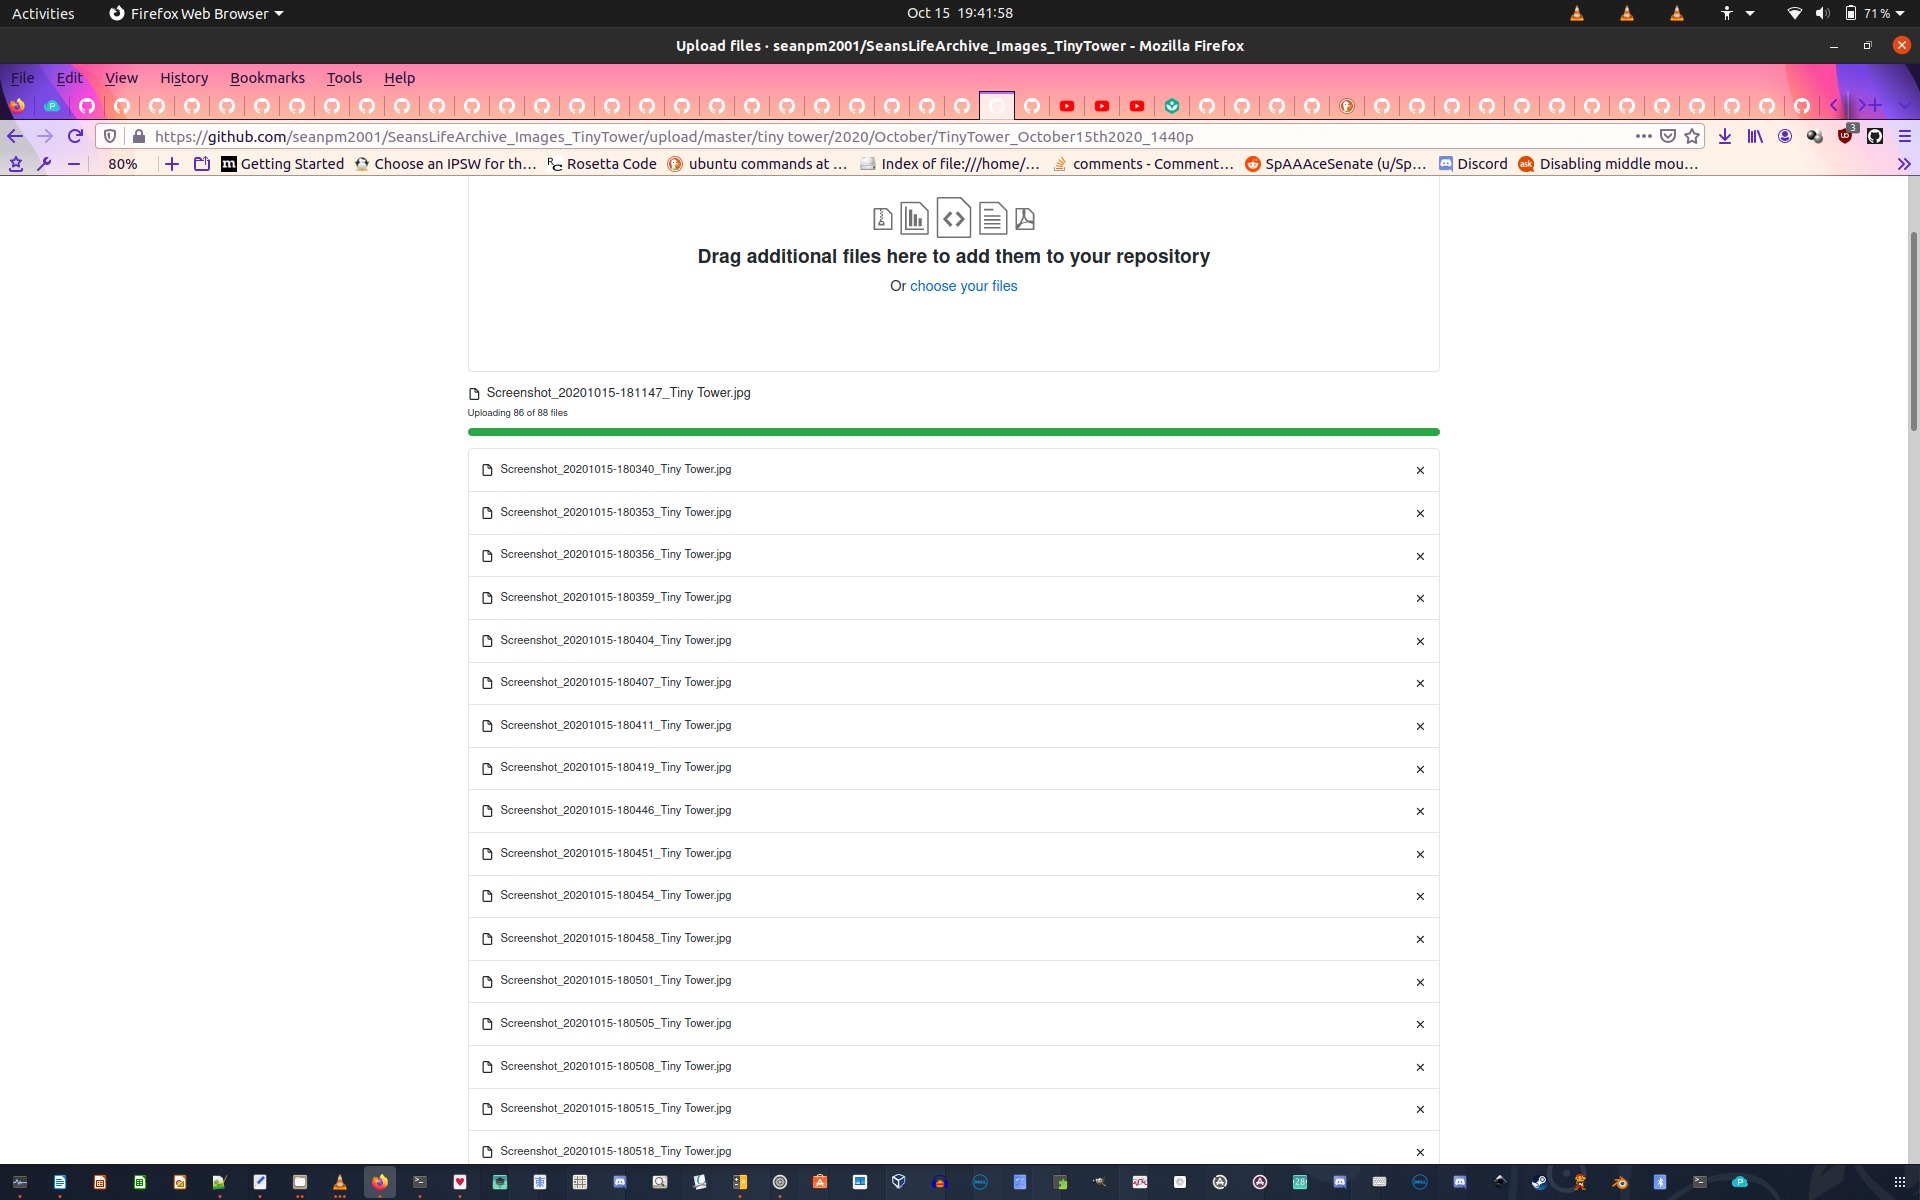 Activities Firefox Web Browser Oct 15 19:41:58 71%
Upload files · seanpm2001/SeansLifeArchive_Images_TinyTower - Mozilla Firefox
File Edit View History Bookmarks Tools Help
https://github.com/seanpm2001/SeansLifeArchive_Images_TinyTower/upload/master/tiny tower/2020/October/TinyTower_October15th2020_1440p 3
80% Getting Started Choose an IPSW for th… Rosetta Code ubuntu commands at … Index of file:///home/… comments - Comment… SpAAAceSenate (u/Sp… Discord Disabling middle mou…
Drag additional files here to add them to your repository
Or choose your files
Screenshot_20201015-181147_Tiny Tower.jpg
Uploading 86 of 88 files
Screenshot_20201015-180340_Tiny Tower.jpg
Screenshot_20201015-180353_Tiny Tower.jpg
Screenshot_20201015-180356_Tiny Tower.jpg
Screenshot_20201015-180359_Tiny Tower.jpg
Screenshot_20201015-180404_Tiny Tower.jpg
Screenshot_20201015-180407_Tiny Tower.jpg
Screenshot_20201015-180411_Tiny Tower.jpg
Screenshot_20201015-180419_Tiny Tower.jpg
Screenshot_20201015-180446_Tiny Tower.jpg
Screenshot_20201015-180451_Tiny Tower.jpg
Screenshot_20201015-180454_Tiny Tower.jpg
Screenshot_20201015-180458_Tiny Tower.jpg
Screenshot_20201015-180501_Tiny Tower.jpg
Screenshot_20201015-180505_Tiny Tower.jpg
Screenshot_20201015-180508_Tiny Tower.jpg
Screenshot_20201015-180515_Tiny Tower.jpg
Screenshot_20201015-180518_Tiny Tower.jpg